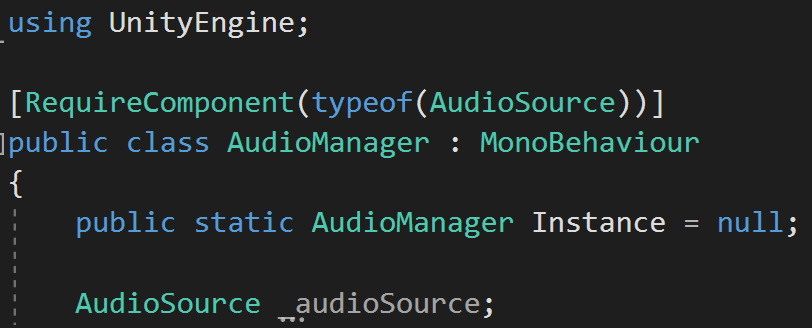 using UnityEngine;
[RequireComponent(typeof(AudioSource))]
public class AudioManager : MonoBehaviour
{
public static AudioManager Instance = null;
AudioSource _audioSource;